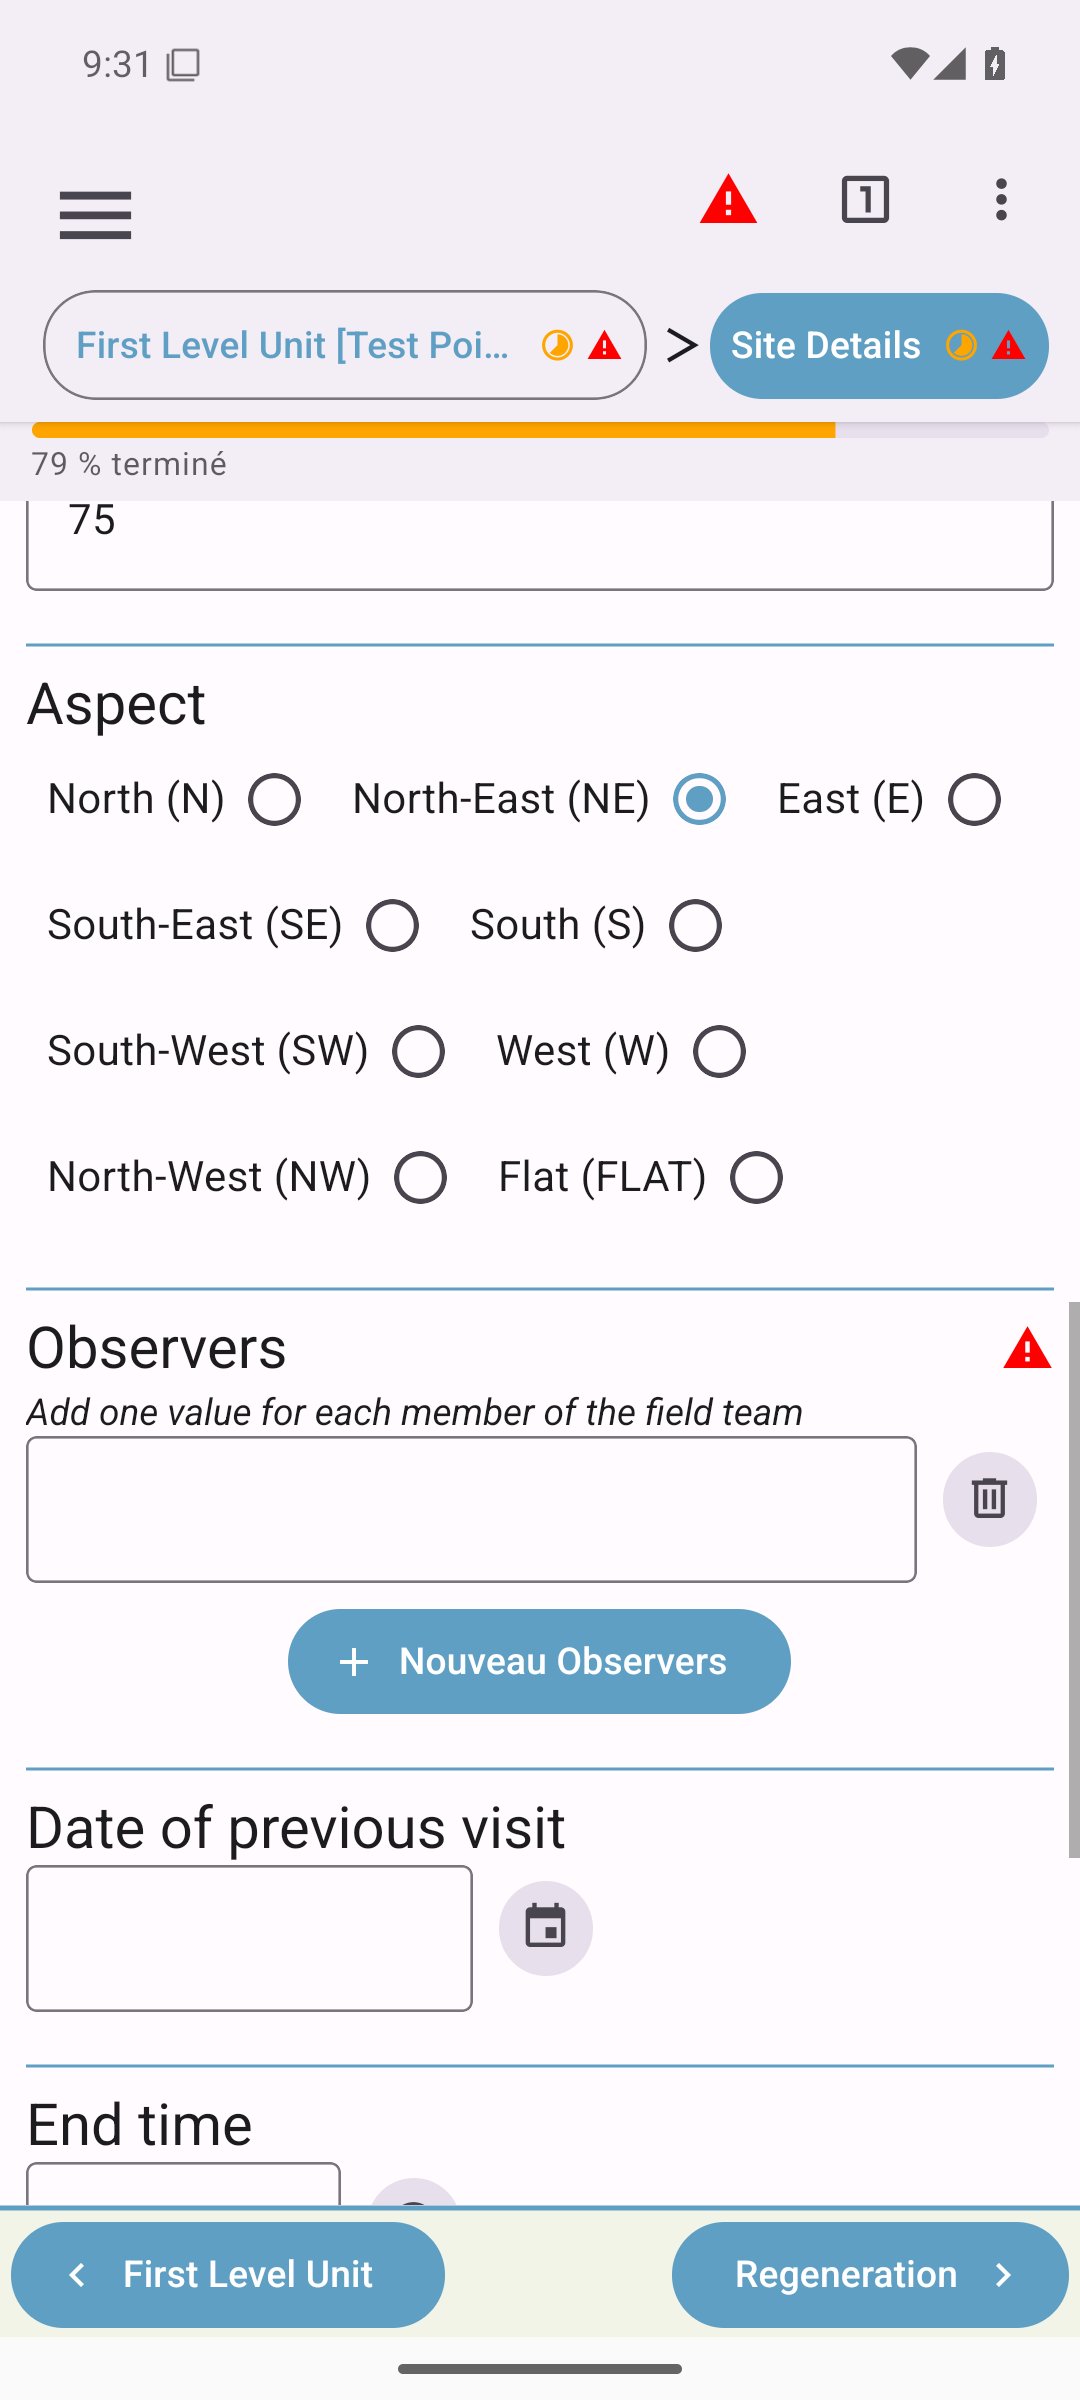 9:31
1
First Level Unit [Test Poi... > Site Details
79 % terminé
75
Aspect
North (N) North-East (NE) East (E)
South-East (SE) South (S)
South-West (SW) West (W)
North-West (NW) Flat (FLAT)
Observers
Add one value for each member of the field team
+ Nouveau Observers
Date of previous visit
End time
First Level Unit Regeneration